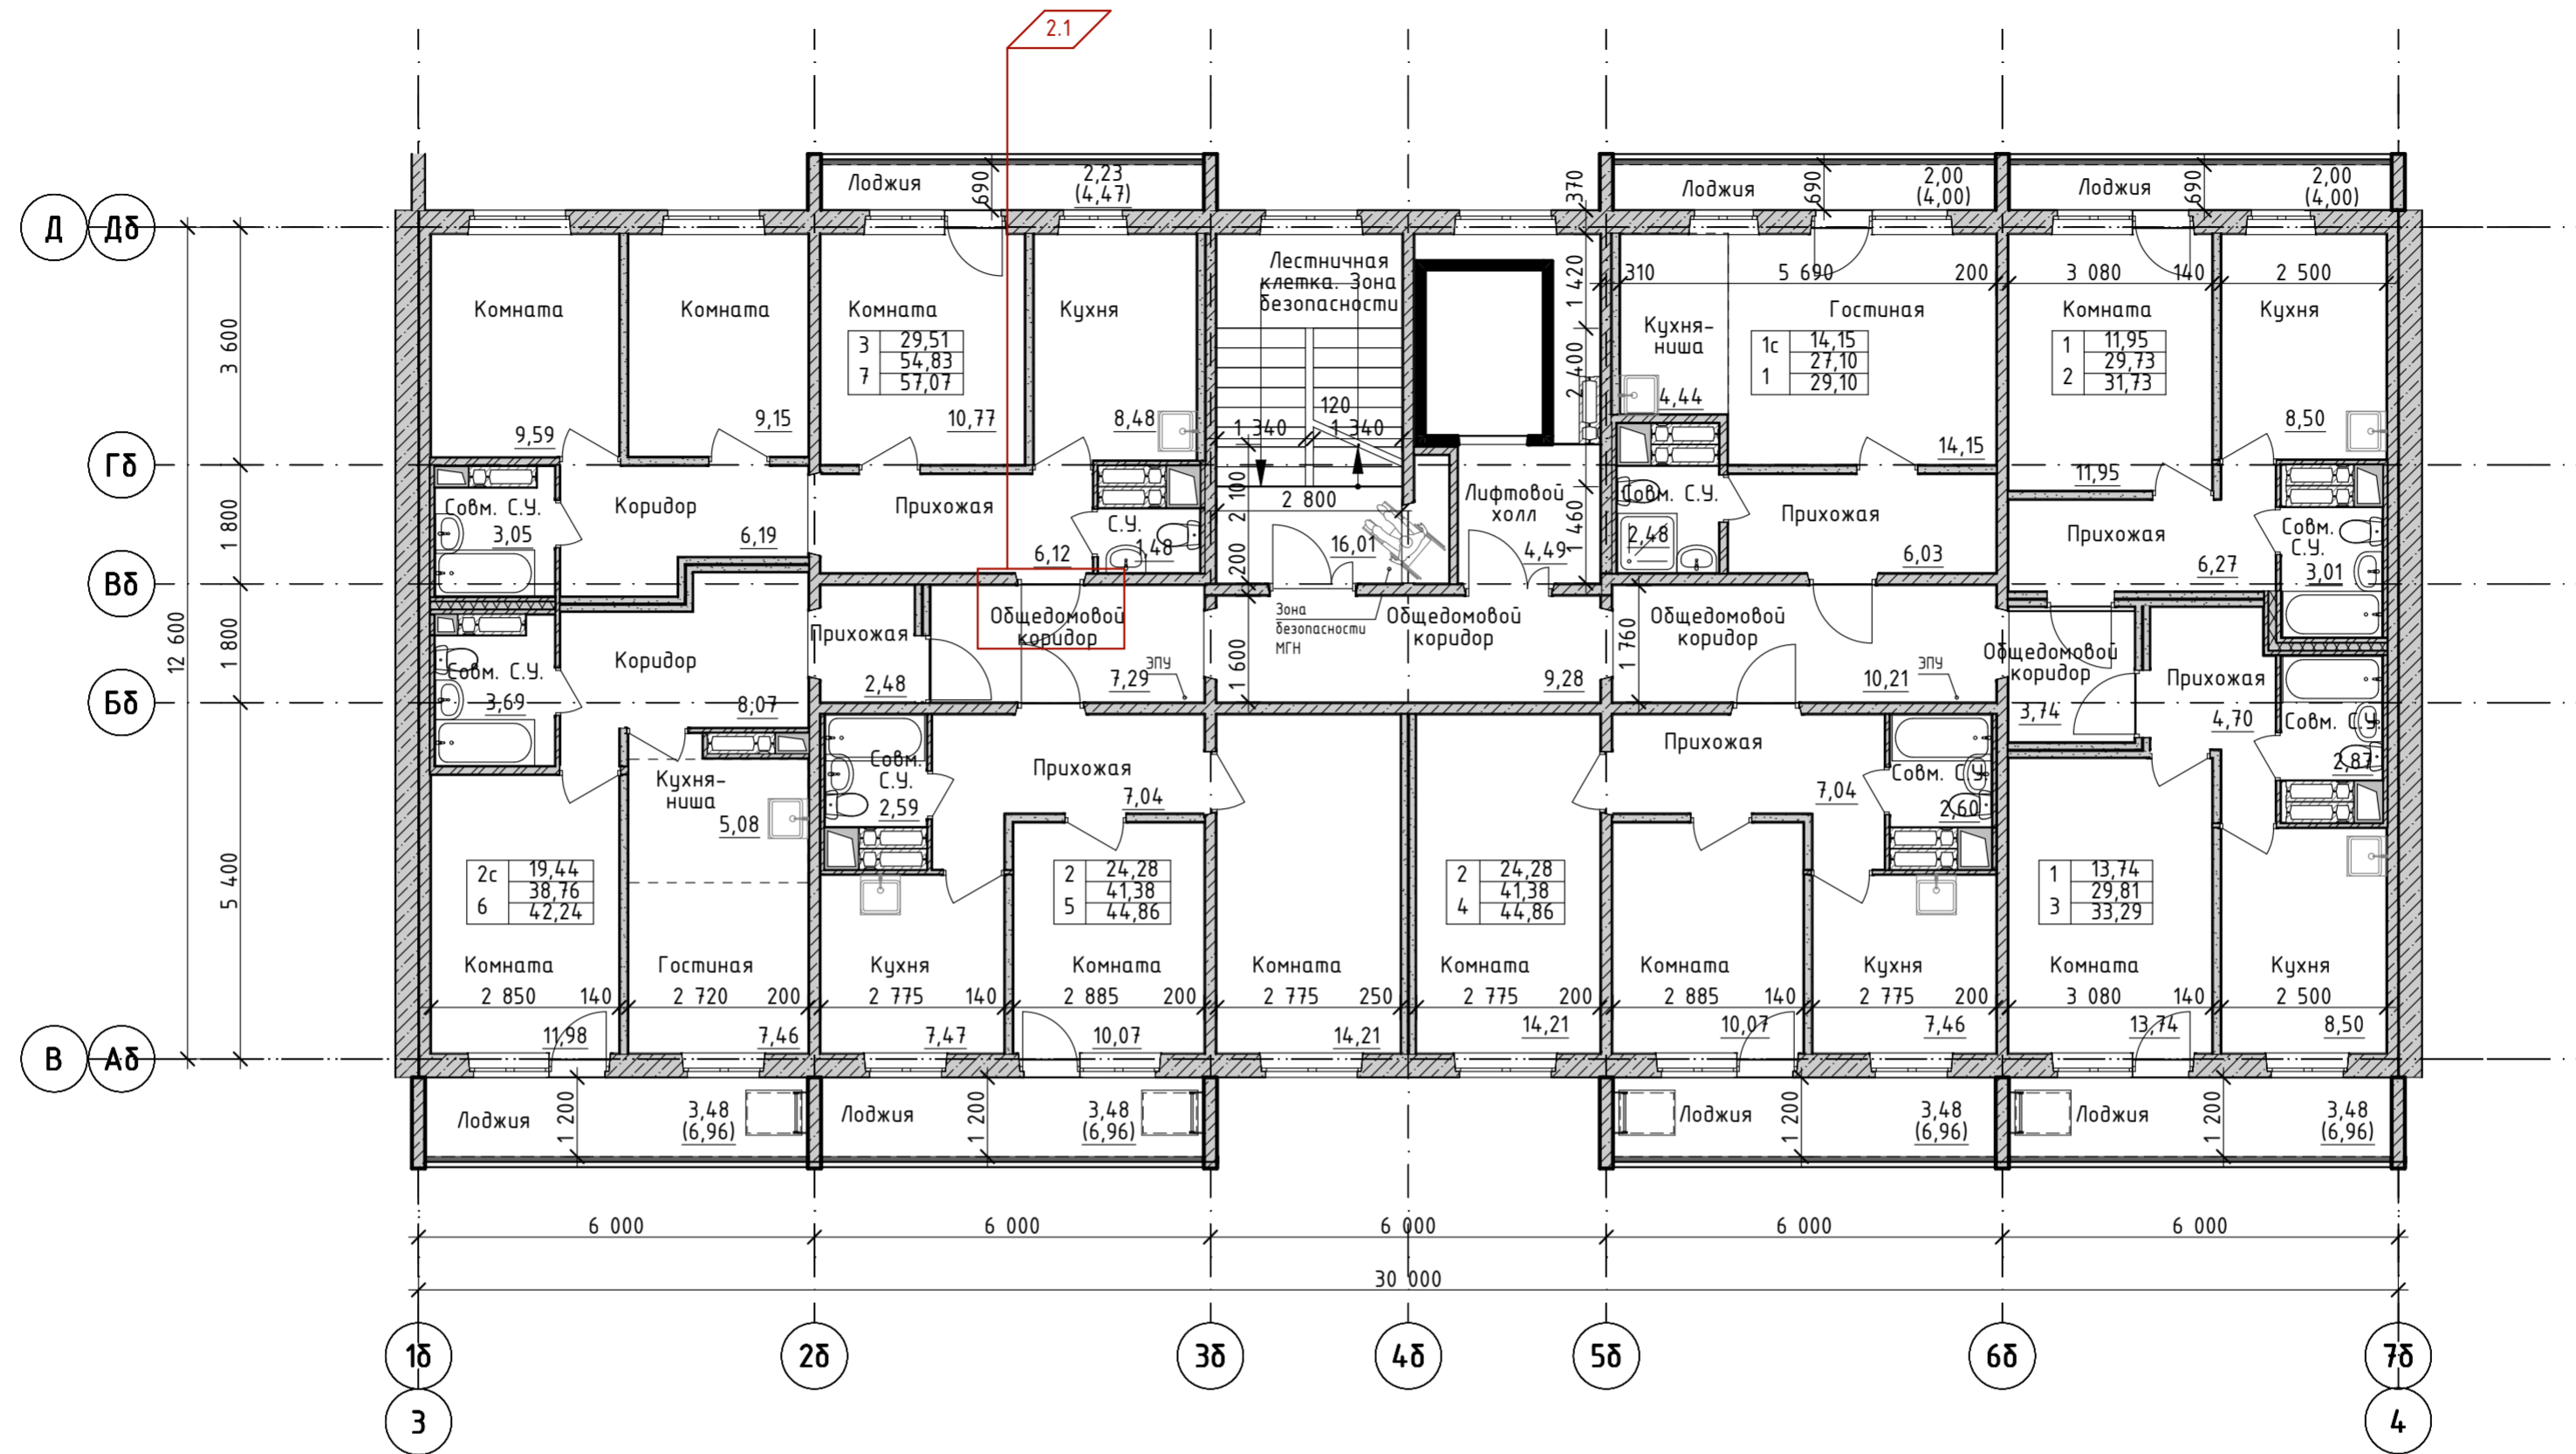 2.1
Лоджия
690
2,23
(4,47)
370
Лоджия
690
2,00
(4,00)
Лоджия
690
2,00
(4,00)
Д
Дб
Лестничная
клетка. Зона
безопасности
1 420
310
5 690
200
3 080
140
2 500
Комната
Комната
Комната
Кухня
Кухня-
ниша
Гостиная
Комната
Кухня
3 600
3
29,51
54,83
7
57,07
2 400
1с
14,15
27,10
1
29,10
1
11,95
29,73
2
31,73
9,59
9,15
10,77
8,48
1 340
120
1 340
4,44
14,15
8,50
Гб
11,95
Совм. С.У.
3,05
Коридор
6,19
Прихожая
6,12
С.У.
1,48
2 100
2 800
16,01
Лифтовой
холл
4,49
1 460
Совм. С.У.
2,48
Прихожая
6,03
Прихожая
6,27
Совм.
С.У.
3,01
1 800
200
Вб
12 600
1 800
Прихожая
2,48
Общедомовой
коридор
7,29
ЭПУ
1 600
Зона
безопасности
МГН
Общедомовой
коридор
9,28
1 760
Общедомовой
коридор
10,21
ЭПУ
Общедомовой
коридор
3,74
Прихожая
4,70
Совм. С.У.
2,87
Коридор
8,07
Совм. С.У.
3,69
Бб
Кухня-
ниша
5,08
Совм.
С.У.
2,59
Прихожая
7,04
Прихожая
7,04
Совм. С.У.
2,60
5 400
2с
19,44
38,76
6
42,24
2
24,28
41,38
5
44,86
2
24,28
41,38
4
44,86
1
13,74
29,81
3
33,29
Комната
Гостиная
Кухня
Комната
Комната
Комната
Комната
Кухня
Комната
Кухня
2 850
140
2 720
200
2 775
140
2 885
200
2 775
250
2 775
200
2 885
140
2 775
200
3 080
140
2 500
11,98
7,46
7,47
10,07
14,21
14,21
10,07
7,46
13,74
8,50
В
Аб
Лоджия
1 200
3,48
(6,96)
Лоджия
1 200
3,48
(6,96)
Лоджия
1 200
3,48
(6,96)
Лоджия
1 200
3,48
(6,96)
6 000
6 000
6 000
6 000
6 000
30 000
1б
2б
3б
4б
5б
6б
7б
3
4